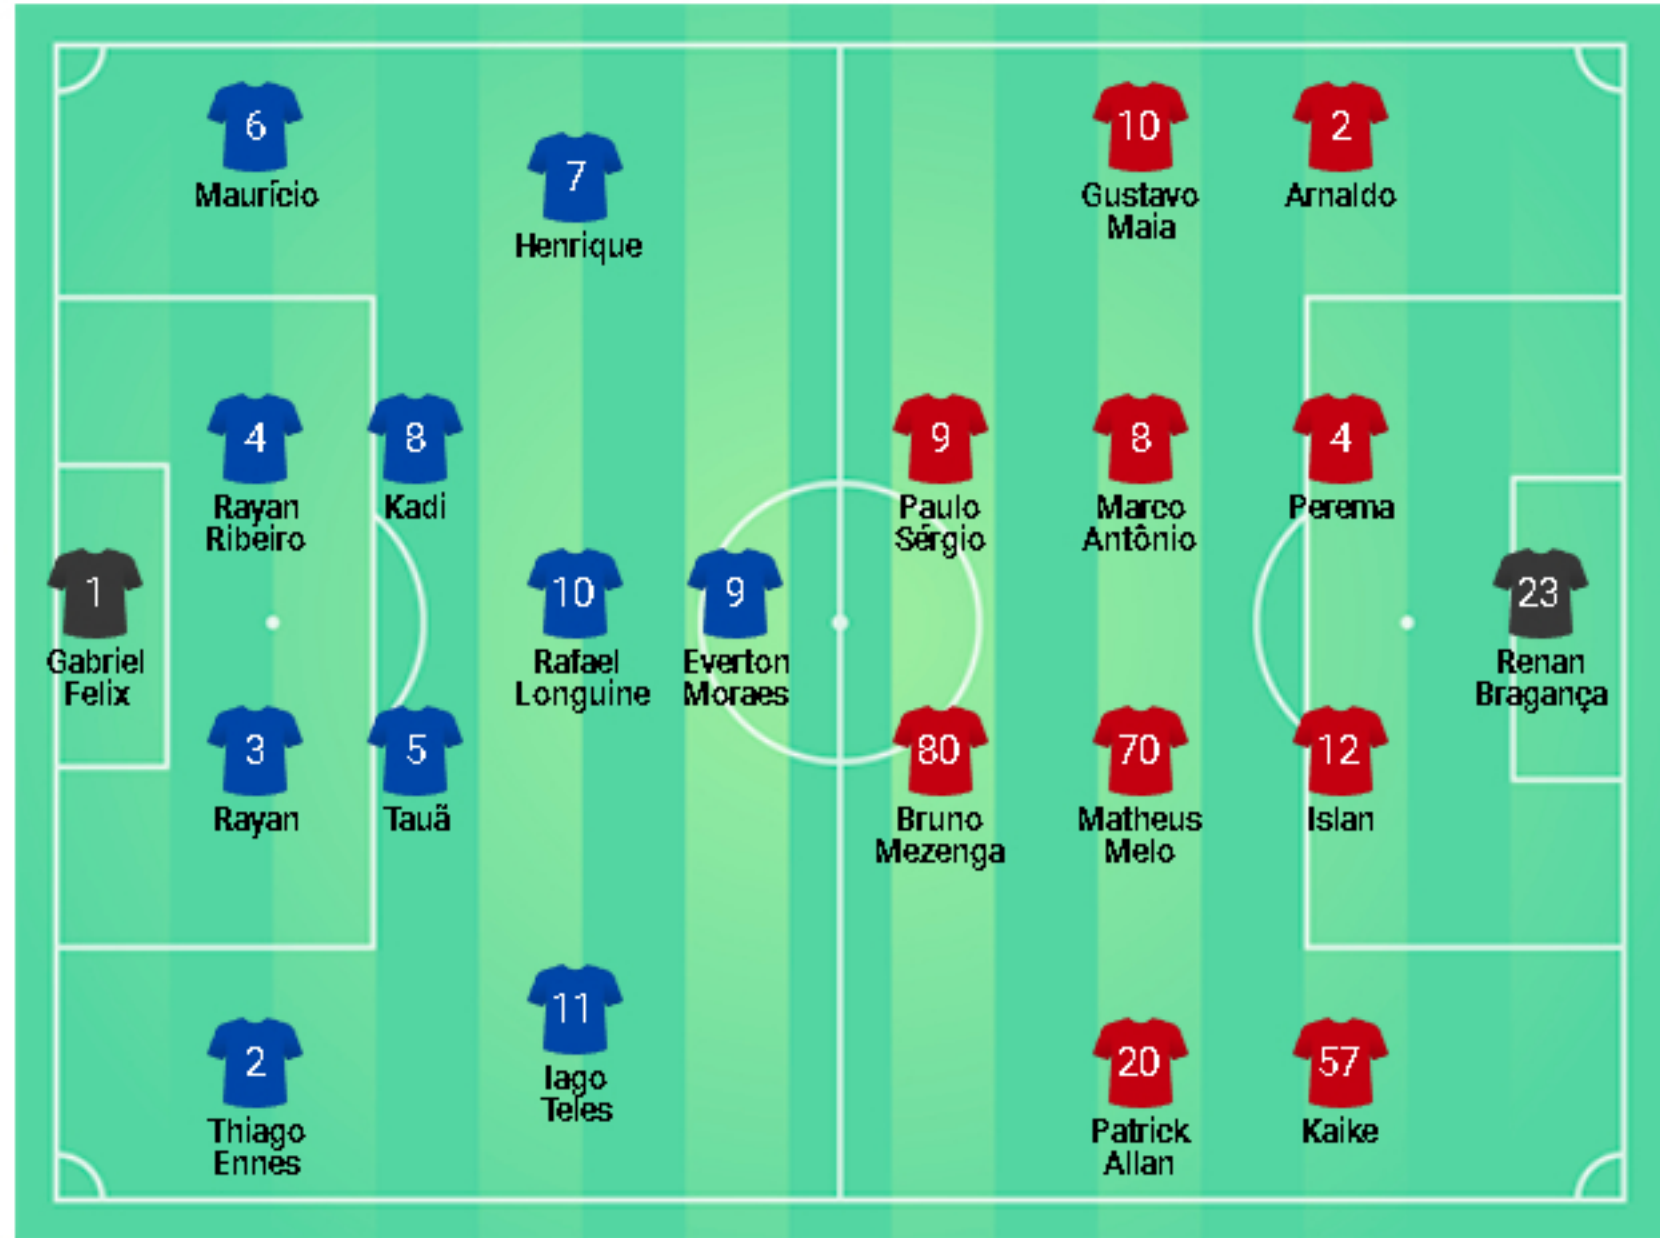 6
Maurício
7
Henrique
10
Gustavo
Maia
2
Arnaldo
4
Rayan
Ribeiro
8
Kadi
9
Paulo
Sérgio
8
Marco
Antônio
4
Perema
1
Gabriel
Felix
10
Rafael
Longuine
9
Everton
Moraes
23
Renan
Bragança
3
Rayan
5
Tauã
80
Bruno
Mezenga
70
Matheus
Melo
12
Islan
2
Thiago
Ennes
11
Iago
Teles
20
Patrick
Allan
57
Kaike